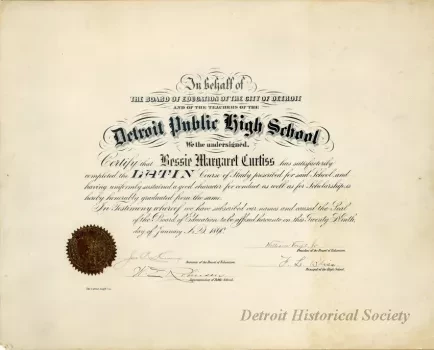 In behalf of
THE BOARD OF EDUCATION OF THE CITY OF DETROIT
AND OF THE TEACHERS OF THE
Detroit Public High School
We the undersigned,
Certify that Bessie Margaret Curtiss has satisfactorily
completed the LATIN Course of Study prescribed for said School, and
having uniformly sustained a good character for conduct as well as for Scholarship is
hereby honorably graduated from the same.
In Testimony whereof we have subscribed our names and caused the Seal
of the Board of Education to be affixed hereunto on this Twenty Ninth
day of January A.D.
President of the Board of Education.
Secretary of the Board of Education.
F. L. Bliss
Principal of the High School.
W. E. Robinson
Superintendent of Public Schools.
Detroit Historical Society